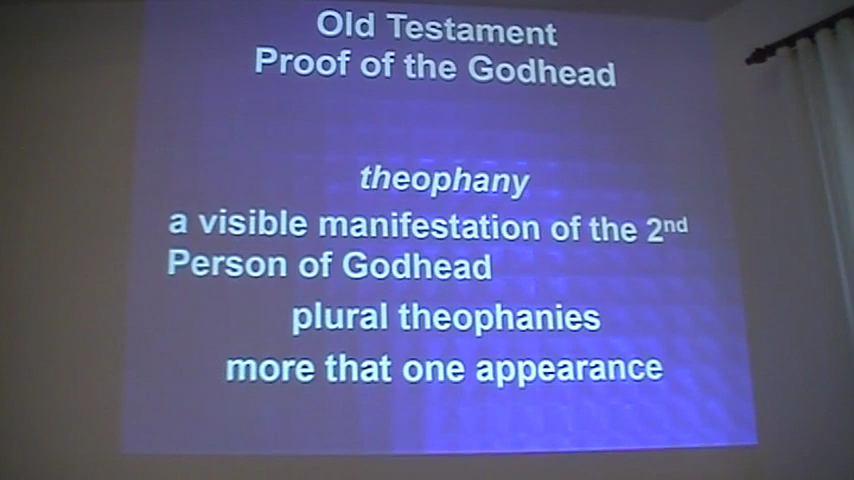 Old Testament
Proof of the Godhead
theophany
a visible manifestation of the 2nd
Person of Godhead
plural theophanies
more that one appearance